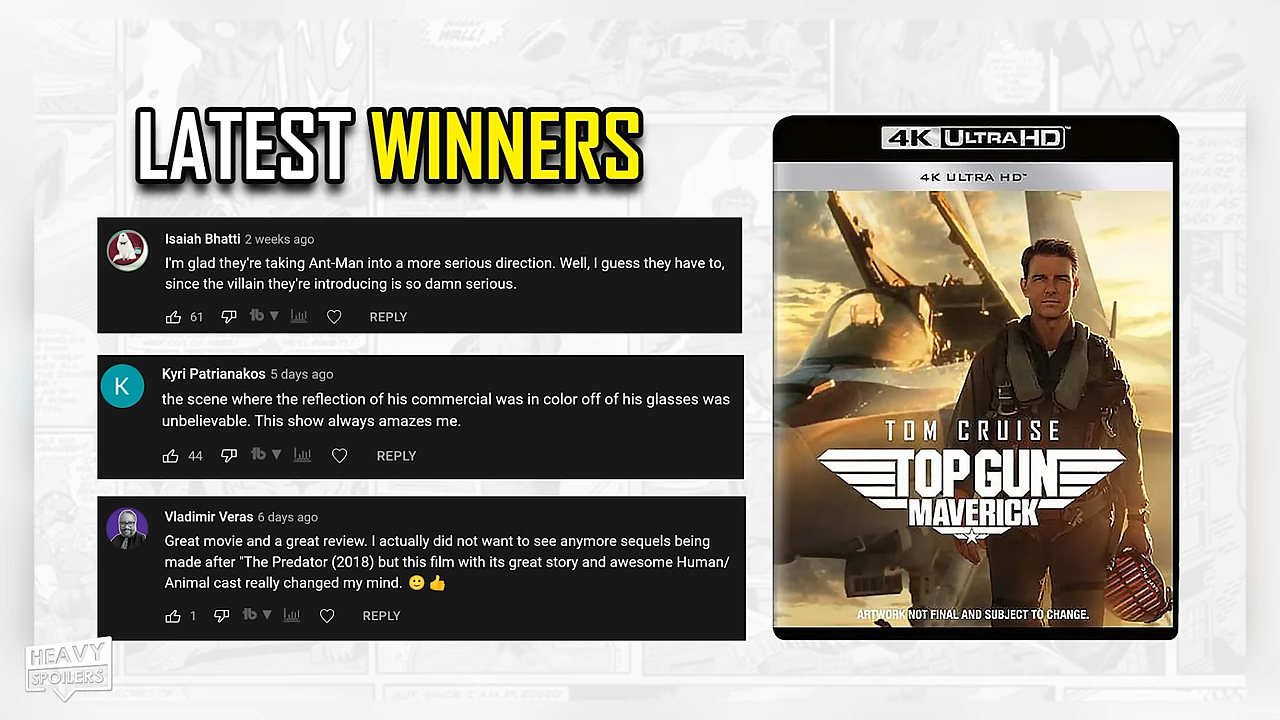 LATEST WINNERS
Isaiah Bhatti 2 weeks ago
I'm glad they're taking Ant-Man into a more serious direction. Well, I guess they have to,
since the villain they're introducing is so damn serious.
61 tb REPLY
K
Kyri Patrianakos 5 days ago
the scene where the reflection of his commercial was in color off of his glasses was
unbelievable. This show always amazes me.
44 tb REPLY
Vladimir Veras 6 days ago
Great movie and a great review. I actually did not want to see anymore sequels being
made after "The Predator (2018) but this film with its great story and awesome Human/
Animal cast really changed my mind. 🙂👍
1 tb REPLY
4K ULTRA HD™
4K ULTRA HD™
TOM CRUISE
TOP GUN
MAVERICK
ARTWORK NOT FINAL AND SUBJECT TO CHANGE.
HEAVY
SPOILERS